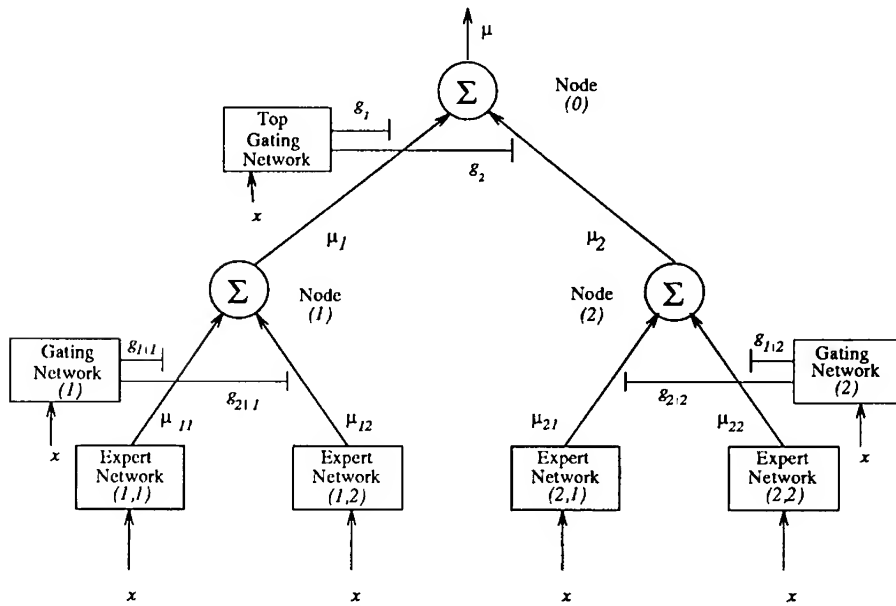 μ
Σ
Node
(0)
Top
Gating
Network
g₁
g₂
x
μ₁
μ₂
Σ
Node
(1)
Node
(2)
Σ
Gating
Network
(1)
g₁|₁
g₂|₁
x
g₁|₂
g₂|₂
Gating
Network
(2)
x
μ₁₁
μ₁₂
μ₂₁
μ₂₂
Expert
Network
(1,1)
Expert
Network
(1,2)
Expert
Network
(2,1)
Expert
Network
(2,2)
x
x
x
x